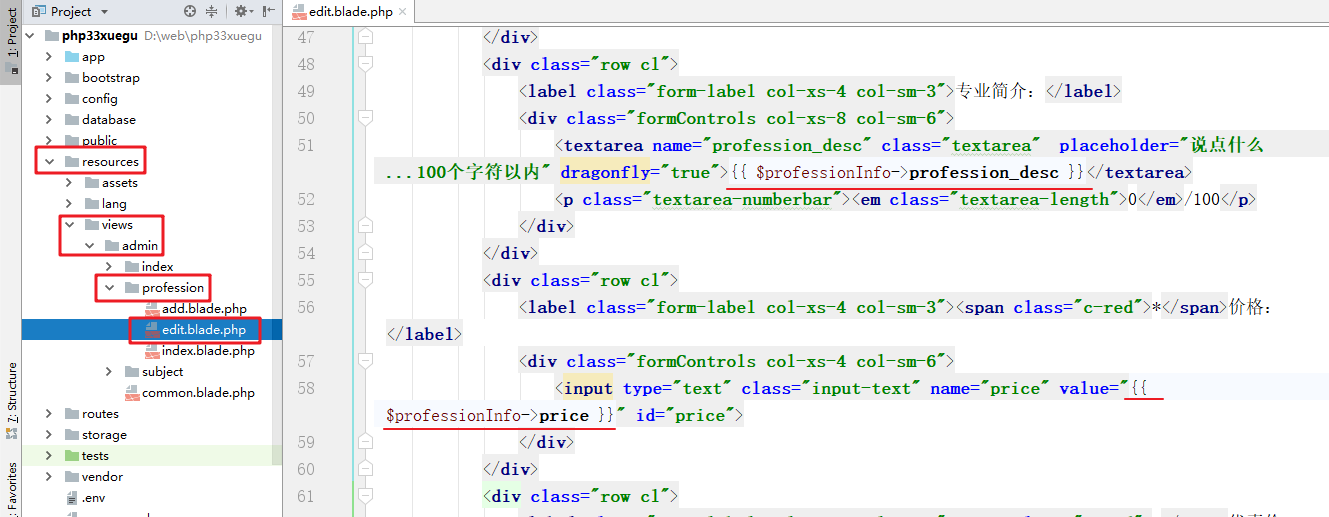 Project
edit.blade.php
1: Project
7: Structure
Favorites
php33xuegu D:\web\php33xuegu
app
bootstrap
config
database
public
resources
assets
lang
views
admin
index
profession
add.blade.php
edit.blade.php
index.blade.php
subject
common.blade.php
routes
storage
tests
vendor
.env
47 </div>
48 <div class="row cl">
49 <label class="form-label col-xs-4 col-sm-3">专业简介：</label>
50 <div class="formControls col-xs-8 col-sm-6">
51 <textarea name="profession_desc" class="textarea"  placeholder="说点什么
...100个字符以内" dragonfly="true">{{ $professionInfo->profession_desc }}</textarea>
52 <p class="textarea-numberbar"><em class="textarea-length">0</em>/100</p>
53 </div>
54 </div>
55 <div class="row cl">
56 <label class="form-label col-xs-4 col-sm-3"><span class="c-red">*</span>价格：
</label>
57 <div class="formControls col-xs-4 col-sm-6">
58 <input type="text" class="input-text" name="price" value="{{
$professionInfo->price }}" id="price">
59 </div>
60 </div>
61 <div class="row cl">